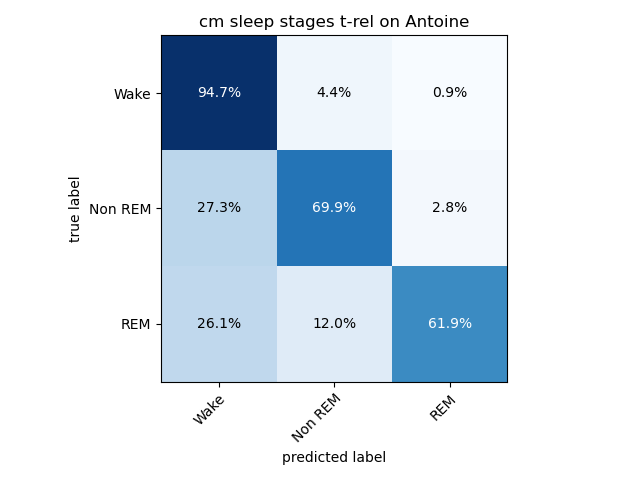 cm sleep stages t-rel on Antoine
true label
Wake 94.7% 4.4% 0.9%
Non REM 27.3% 69.9% 2.8%
REM 26.1% 12.0% 61.9%
Wake Non REM REM
predicted label